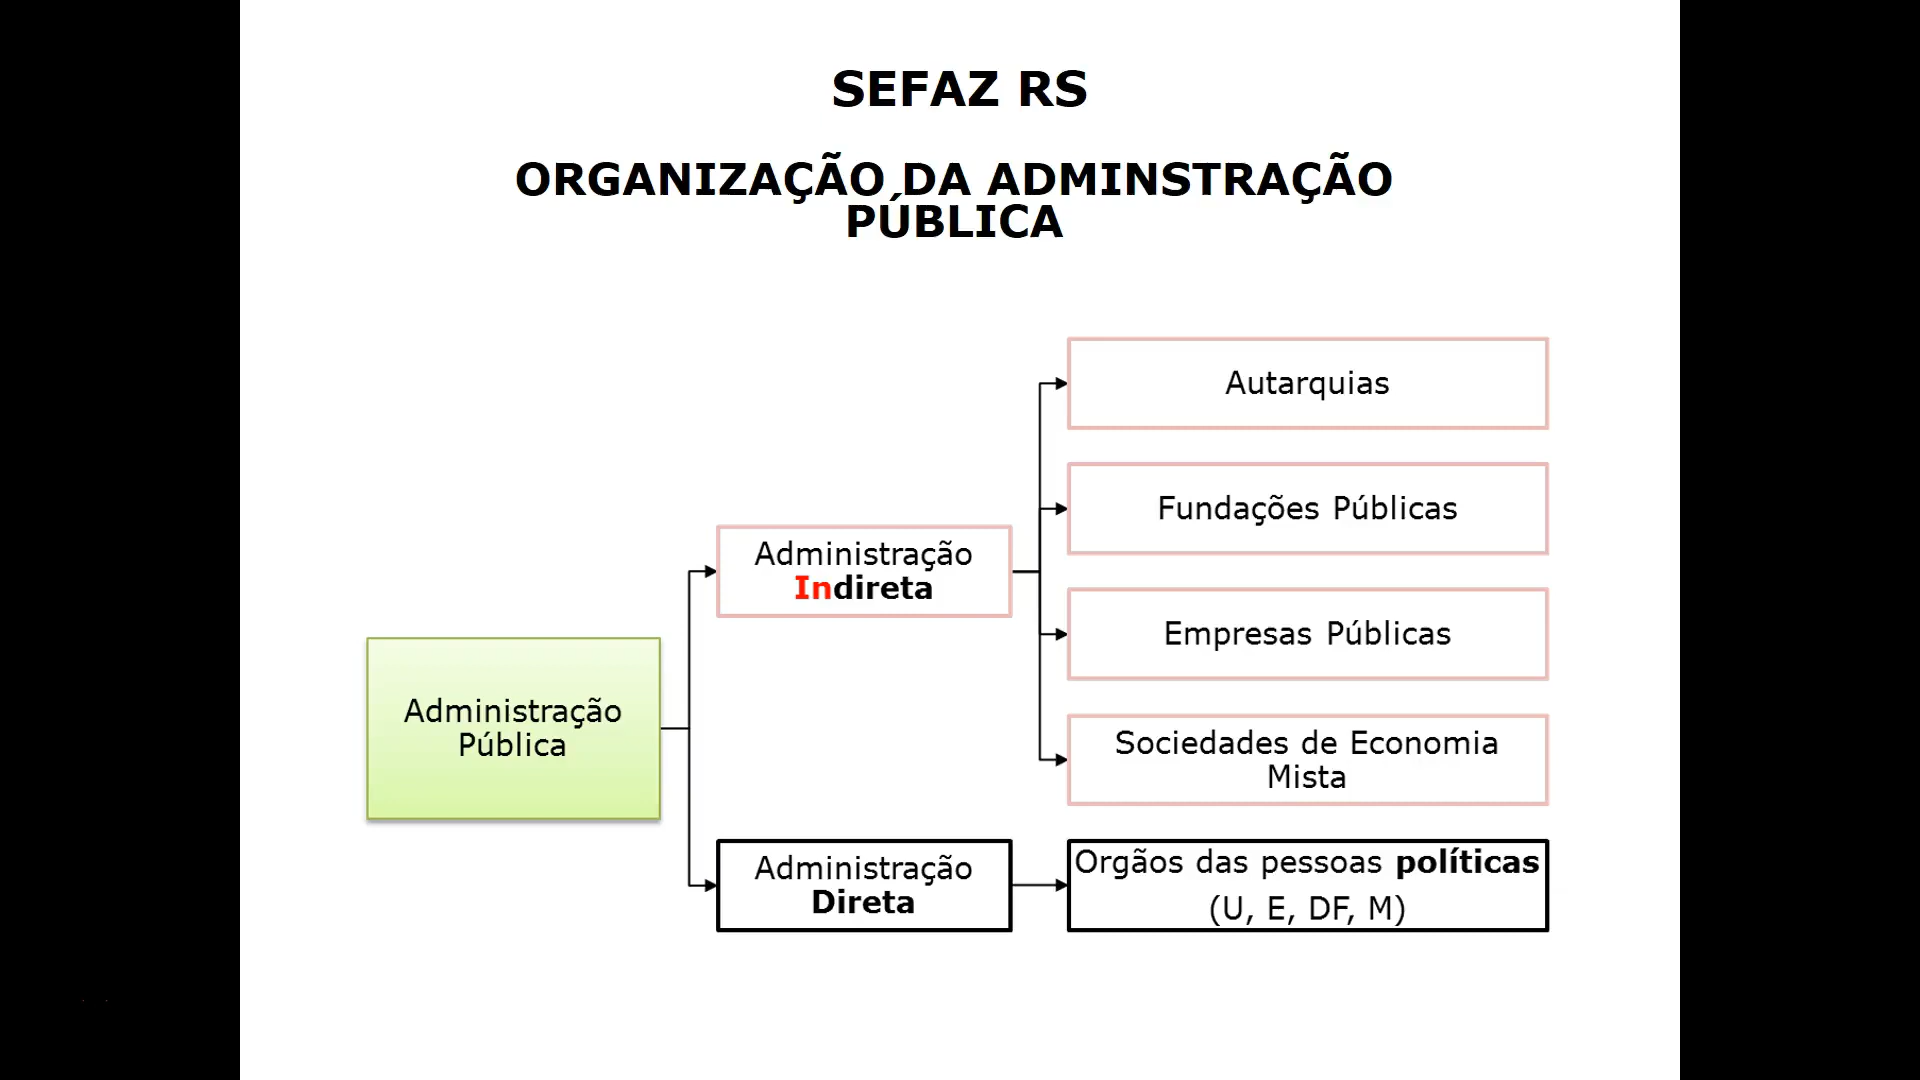 SEFAZ RS
ORGANIZAÇÃO DA ADMINSTRAÇÃO
PÚBLICA
Autarquias
Fundações Públicas
Administração
Indireta
Empresas Públicas
Administração
Pública
Sociedades de Economia
Mista
Administração
Direta
Orgãos das pessoas políticas
(U, E, DF, M)